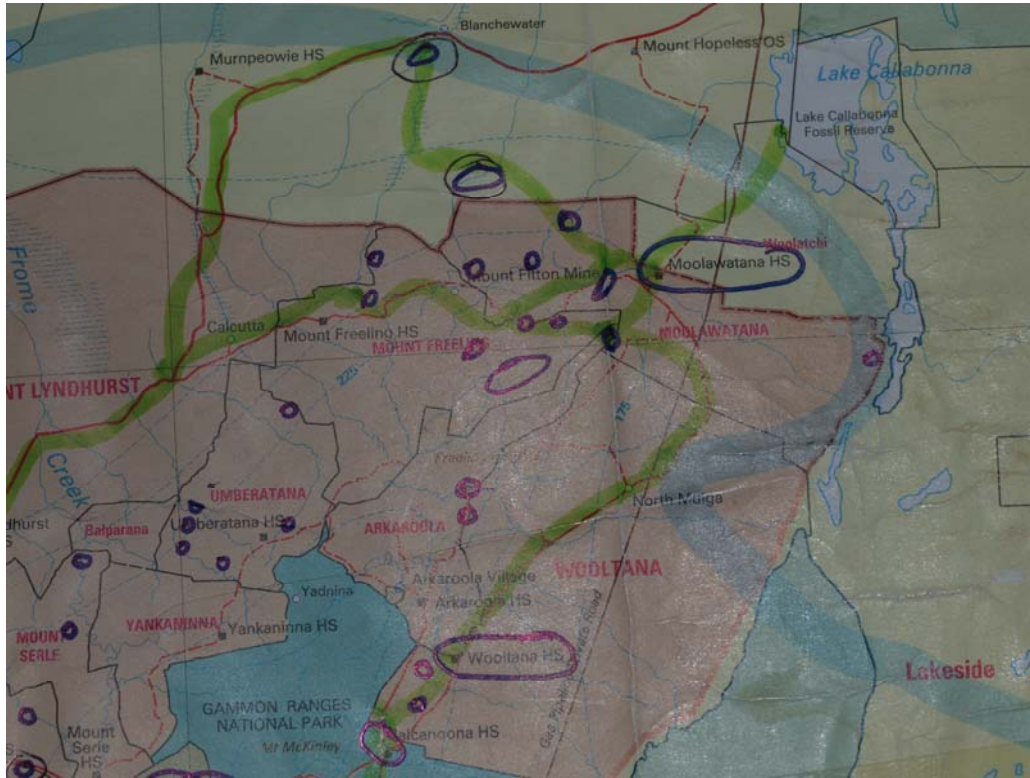 Blanchewater
Murnpeowie HS
Mount Hopeless OS
Lake Callabonna
Lake Callabonna
Fossil Reserve
Woolatchi
Moolawatana HS
Mount Fitton Mine
Frome
Calcutta
Mount Freeling HS
MOUNT FREELING
MOOLAWATANA
NT LYNDHURST
225
175
Creek
UMBERATANA
North Mulga
dhurst
S
Balparana
Umberatana HS
ARKAROOLA
WOOLTANA
Arkaroola Village
Yadnina
Arkaroola HS
MOUNT
SERLE
YANKANINNA
Yankaninna HS
Wooltana HS
Lakeside
GAMMON RANGES
NATIONAL PARK
Mount
Serle
HS
Mt McKinley
Balcanoona HS